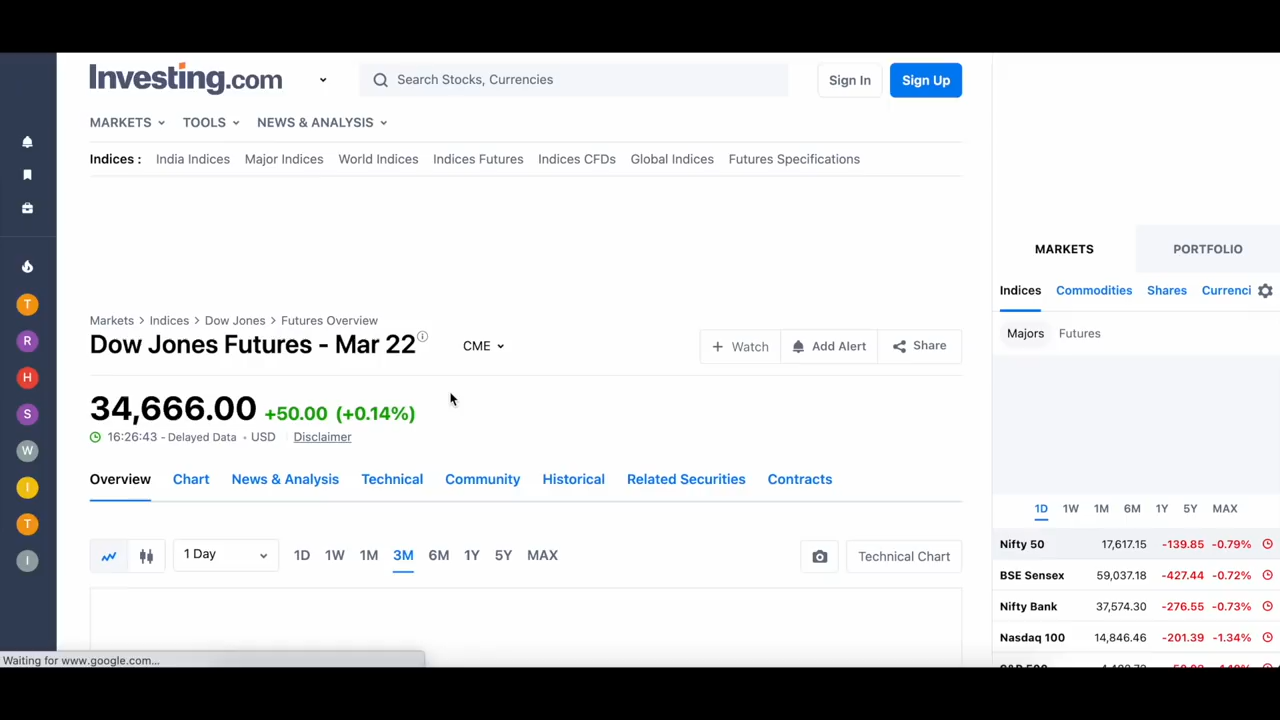 Investing.com
Search Stocks, Currencies
Sign In
Sign Up
MARKETS
TOOLS
NEWS & ANALYSIS
Indices :
India Indices
Major Indices
World Indices
Indices Futures
Indices CFDs
Global Indices
Futures Specifications
T
R
H
S
W
I
T
I
Markets > Indices > Dow Jones > Futures Overview
Dow Jones Futures - Mar 22
CME
+ Watch
Add Alert
Share
34,666.00 +50.00 (+0.14%)
16:26:43 - Delayed Data • USD
Disclaimer
Overview
Chart
News & Analysis
Technical
Community
Historical
Related Securities
Contracts
1 Day
1D 1W 1M 3M 6M 1Y 5Y MAX
Technical Chart
MARKETS
PORTFOLIO
Indices
Commodities
Shares
Currenci
Majors
Futures
1D 1W 1M 6M 1Y 5Y MAX
Nifty 50 17,617.15 -139.85 -0.79%
BSE Sensex 59,037.18 -427.44 -0.72%
Nifty Bank 37,574.30 -276.55 -0.73%
Nasdaq 100 14,846.46 -201.39 -1.34%
Waiting for www.google.com...